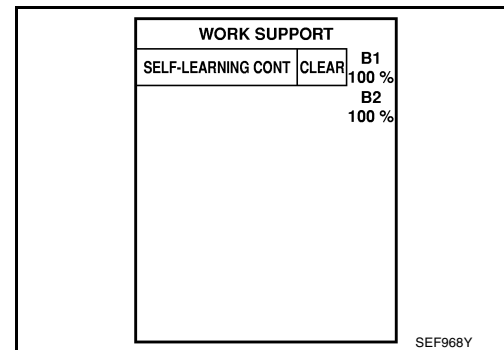 WORK SUPPORT
SELF-LEARNING CONT CLEAR B1
100 %
B2
100 %
SEF968Y